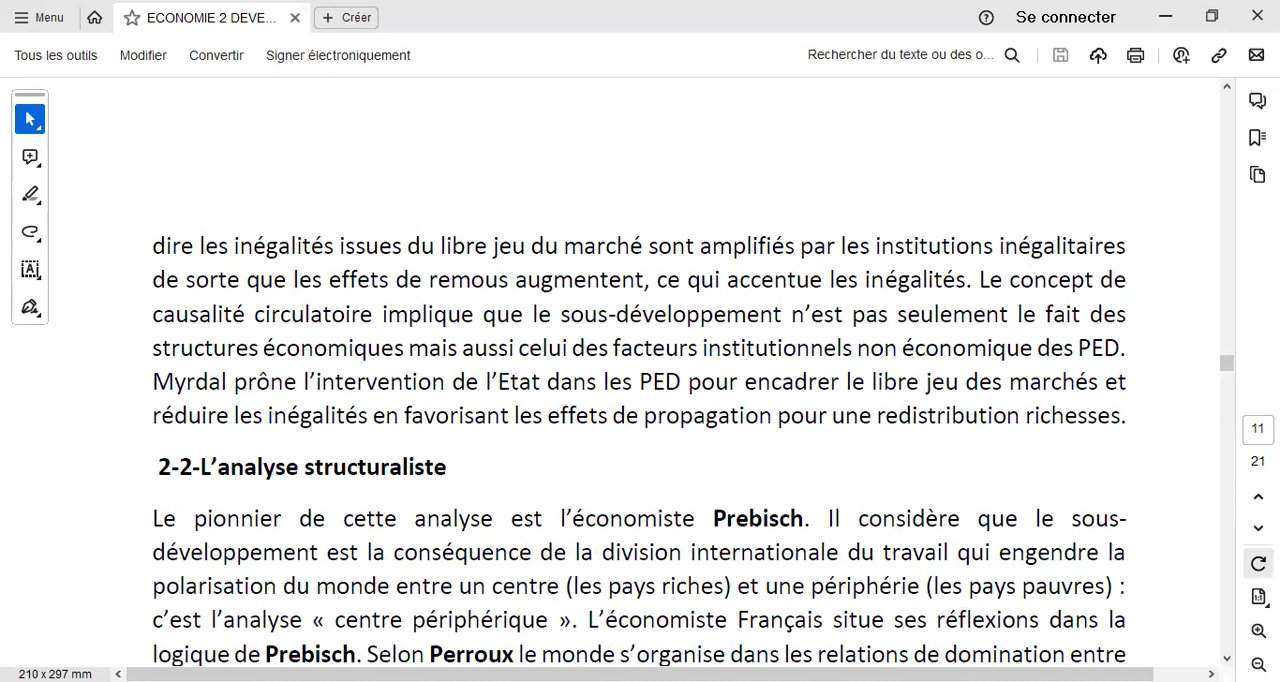 Menu
ECONOMIE 2 DEVE...
Créer
Se connecter
Tous les outils
Modifier
Convertir
Signer électroniquement
Rechercher du texte ou des o...
dire les inégalités issues du libre jeu du marché sont amplifiés par les institutions inégalitaires
de sorte que les effets de remous augmentent, ce qui accentue les inégalités. Le concept de
causalité circulatoire implique que le sous-développement n’est pas seulement le fait des
structures économiques mais aussi celui des facteurs institutionnels non économique des PED.
Myrdal prône l’intervention de l’Etat dans les PED pour encadrer le libre jeu des marchés et
réduire les inégalités en favorisant les effets de propagation pour une redistribution richesses.
2-2-L’analyse structuraliste
Le pionnier de cette analyse est l’économiste Prebisch. Il considère que le sous-
développement est la conséquence de la division internationale du travail qui engendre la
polarisation du monde entre un centre (les pays riches) et une périphérie (les pays pauvres) :
c’est l’analyse « centre périphérique ». L’économiste Français situe ses réflexions dans la
logique de Prebisch. Selon Perroux le monde s’organise dans les relations de domination entre
11
21
1:1
210 x 297 mm